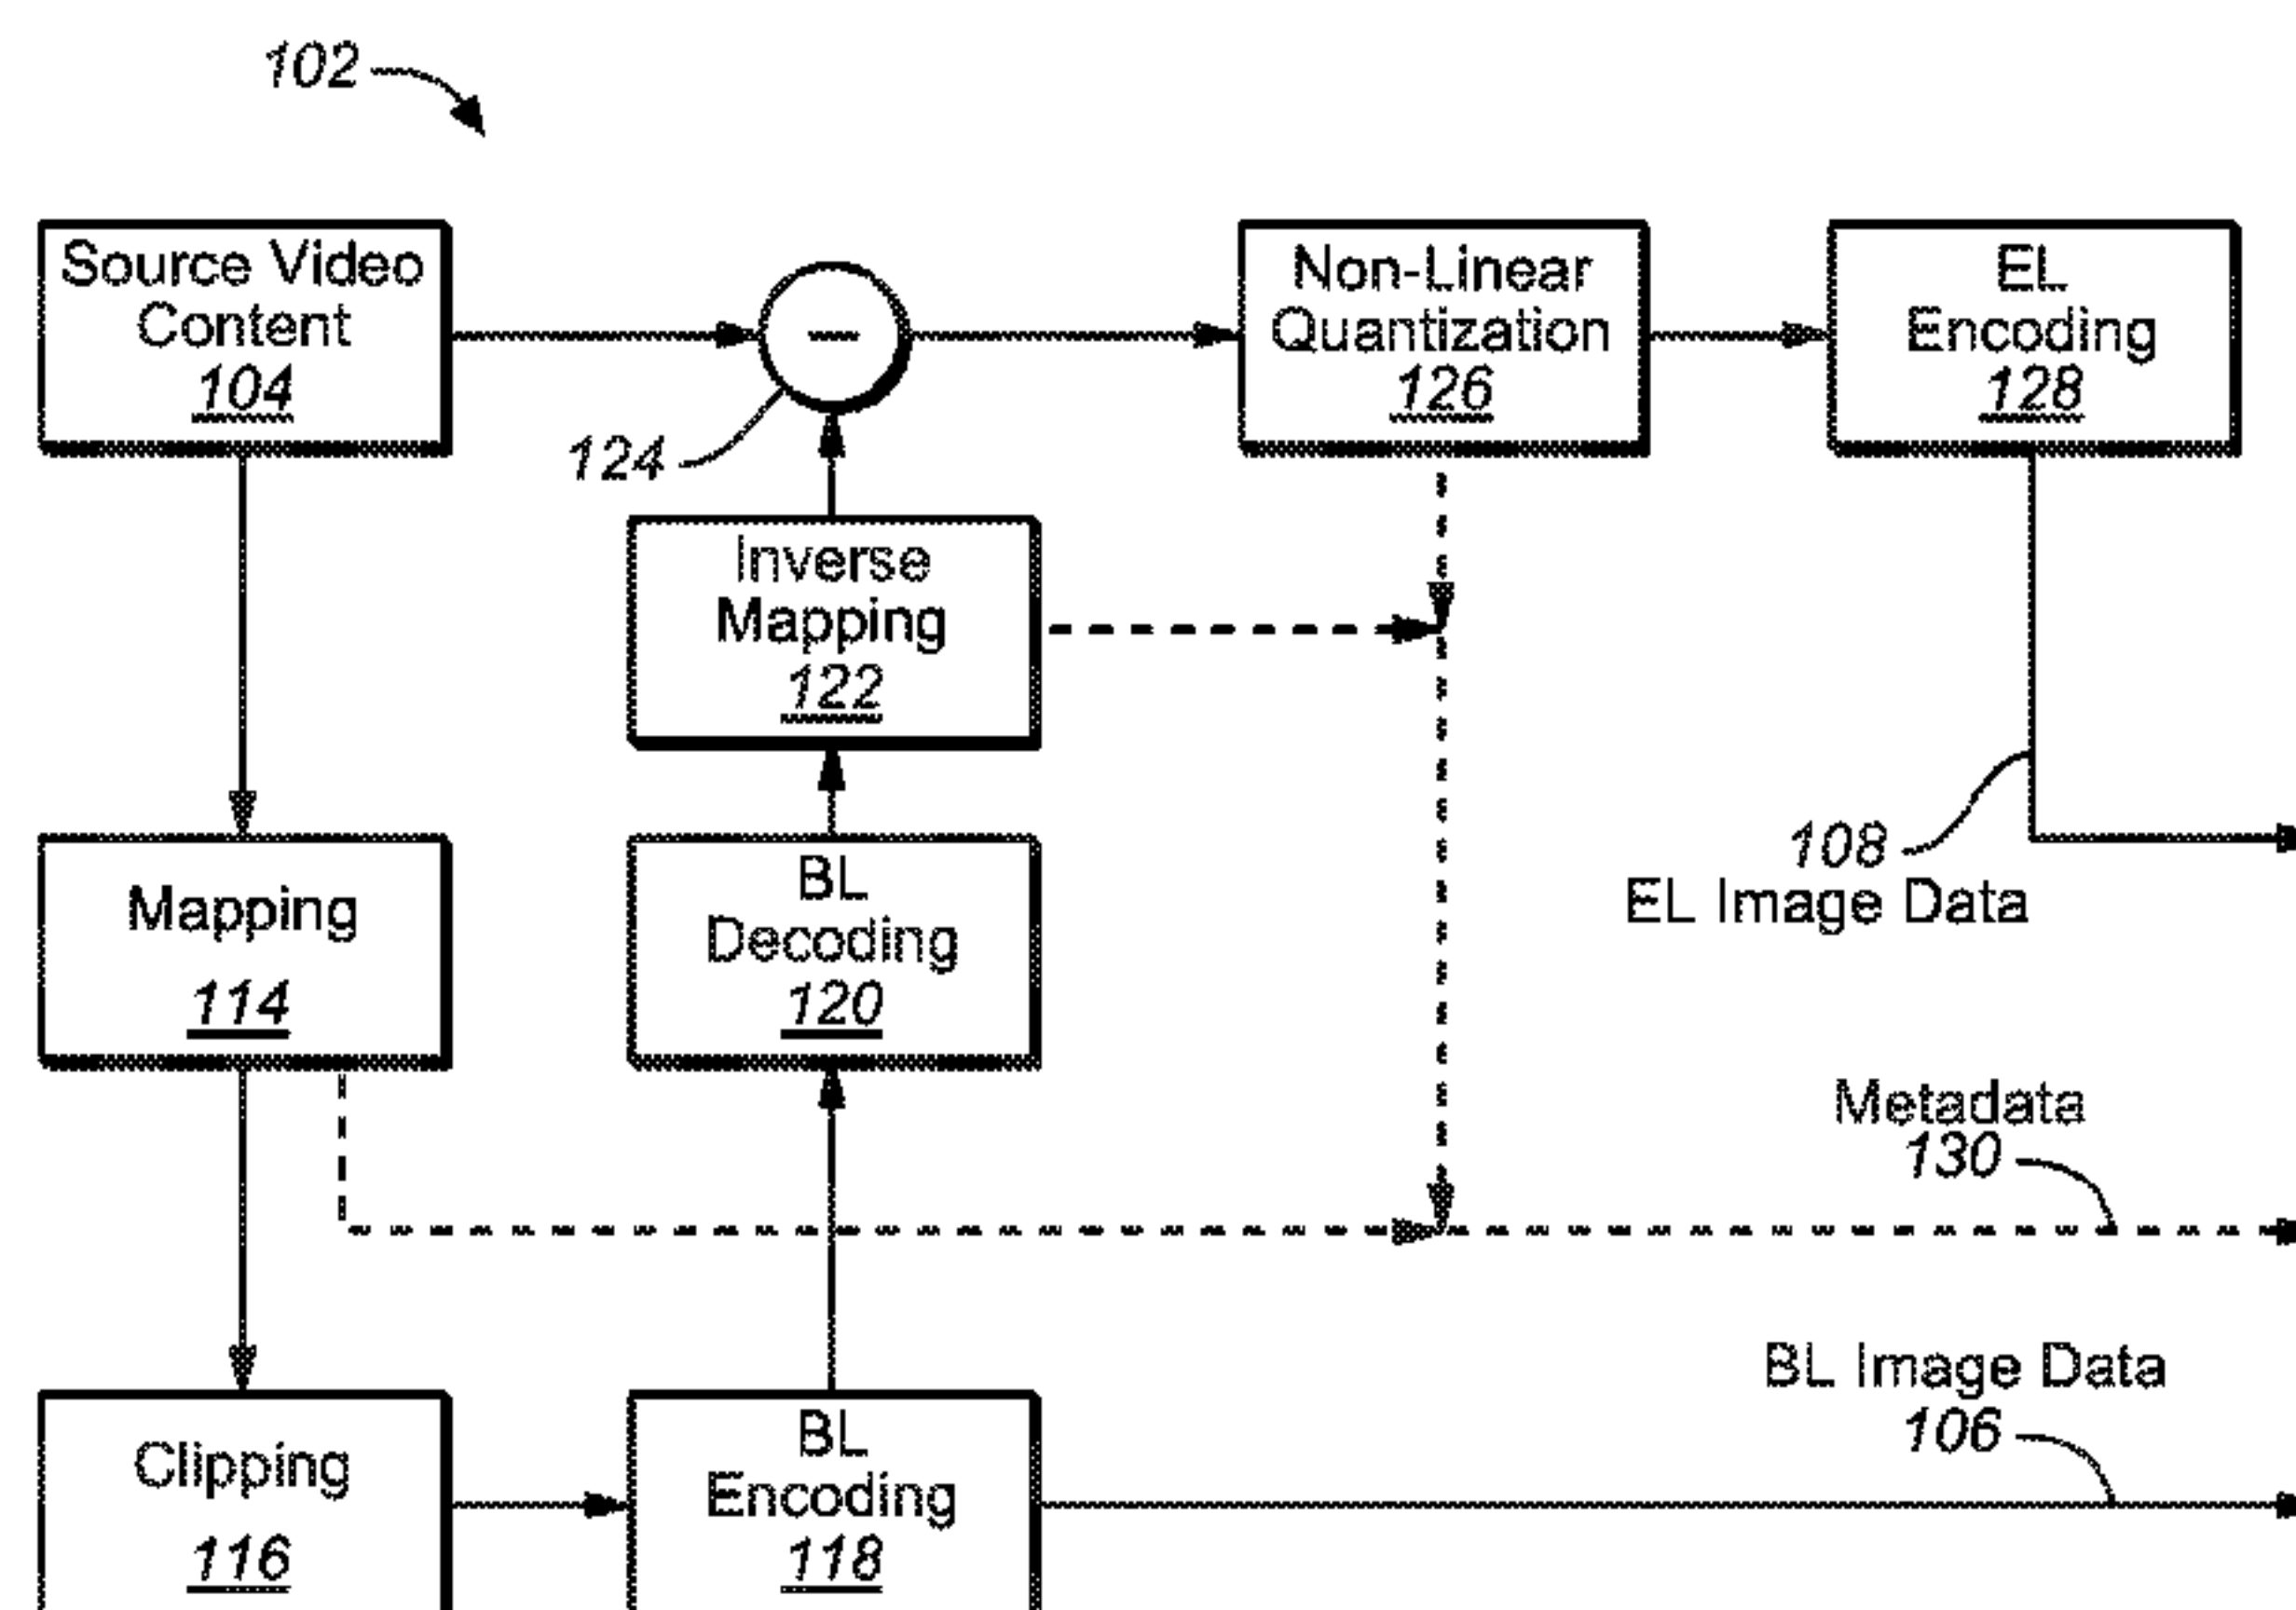 102
Source Video
Content
104
124
Non-Linear
Quantization
126
EL
Encoding
128
Inverse
Mapping
122
Mapping
114
BL
Decoding
120
108
EL Image Data
Metadata
130
BL Image Data
106
Clipping
116
BL
Encoding
118